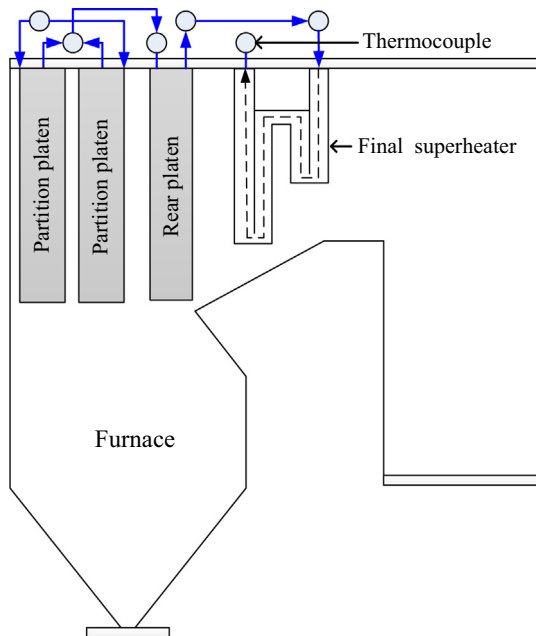 Thermocouple
Final superheater
Partition platen
Partition platen
Rear platen
Furnace